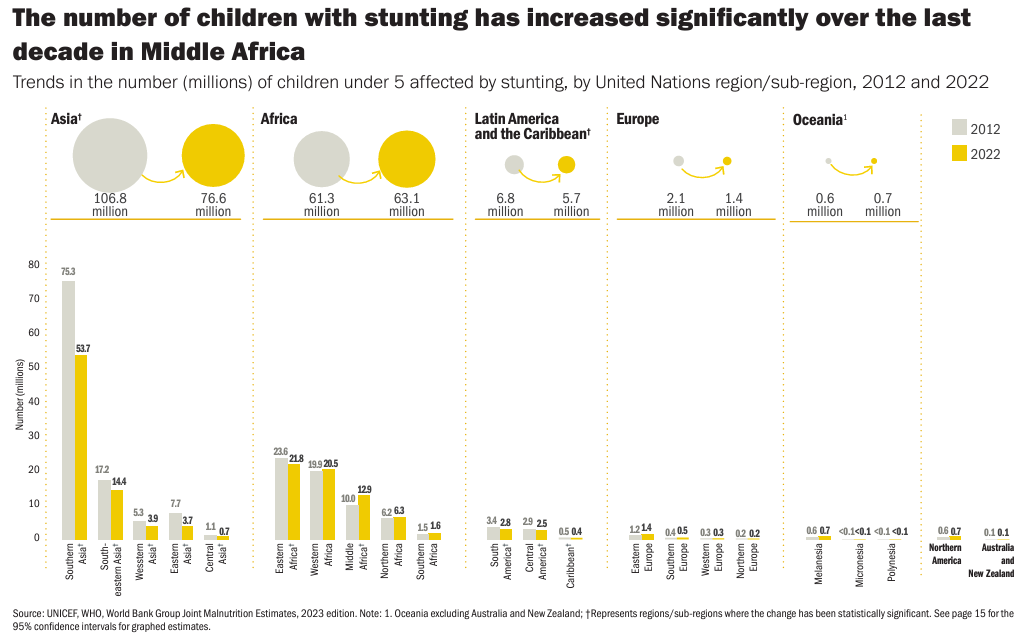 The number of children with stunting has increased significantly over the last
decade in Middle Africa
Trends in the number (millions) of children under 5 affected by stunting, by United Nations region/sub-region, 2012 and 2022
Asia†
106.8
million
76.6
million
Africa
61.3
million
63.1
million
Latin America
and the Caribbean†
6.8
million
5.7
million
Europe
2.1
million
1.4
million
Oceania1
0.6
million
0.7
million
2012
2022
Number (millions)
80
70
60
50
40
30
20
10
0
75.3
53.7
17.2
14.4
5.3
3.9
7.7
3.7
1.1
0.7
23.6
21.8
19.9
20.5
10.0
12.9
6.2
6.3
1.5
1.6
3.4
2.8
2.9
2.5
0.5
0.4
1.2
1.4
0.4
0.5
0.3
0.3
0.2
0.2
0.6
0.7
<0.1
<0.1
<0.1
<0.1
0.6
0.7
0.1
0.1
Southern
Asia†
South-
eastern Asia†
Wesstern
Asia†
Eastern
Asia†
Central
Asia†
Eastern
Africa†
Western
Africa
Middle
Africa†
Northern
Africa
Southern
Africa
South
America†
Central
America†
Caribbean†
Eastern
Europe
Southern
Europe
Western
Europe
Northern
Europe
Melanesia
Micronesia
Polynesia
Northern
America
Australia
and
New Zealand
Source: UNICEF, WHO, World Bank Group Joint Malnutrition Estimates, 2023 edition. Note: 1. Oceania excluding Australia and New Zealand; †Represents regions/sub-regions where the change has been statistically significant. See page 15 for the
95% confidence intervals for graphed estimates.